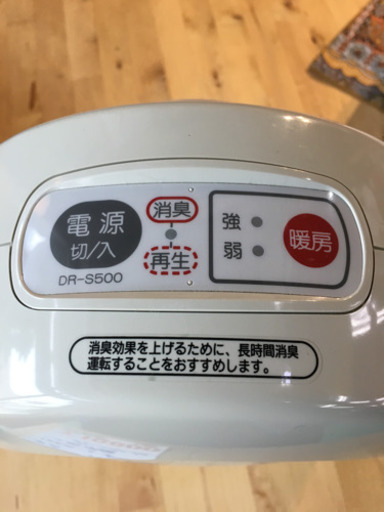 電源
切/入
DR-S500
消臭
再生
強
弱
暖房
消臭効果を上げるために、長時間消臭
運転することをおすすめします。